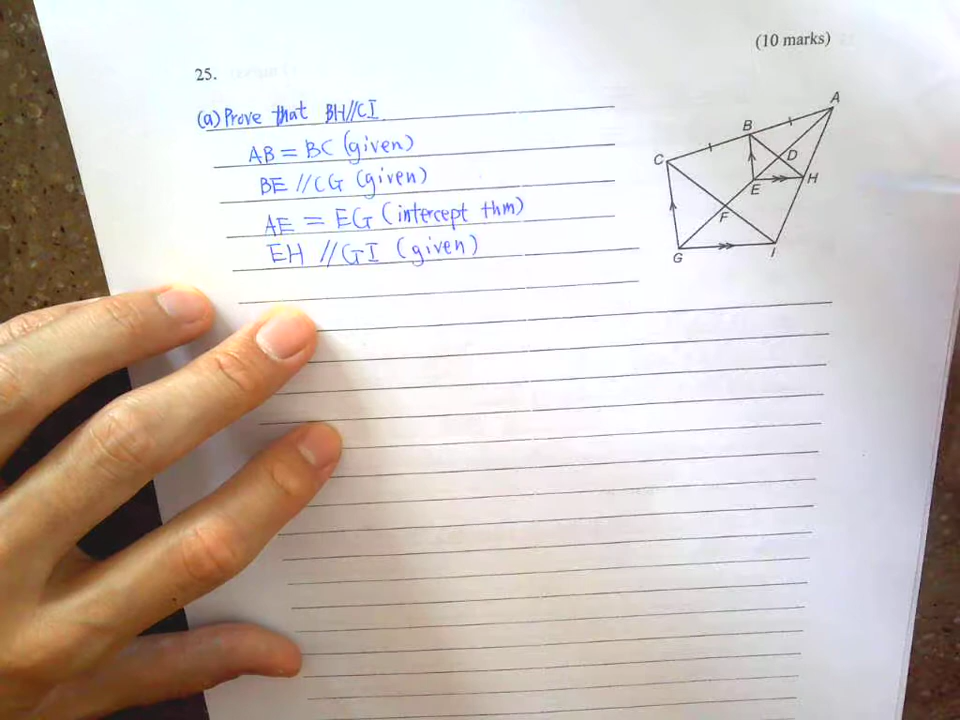 (10 marks)
25.
(a) Prove that BH//CI
AB = BC (given)
BE //CG (given)
AE = EG (intercept thm)
EH //GI (given)
A
B
C
D
E
H
F
G
I